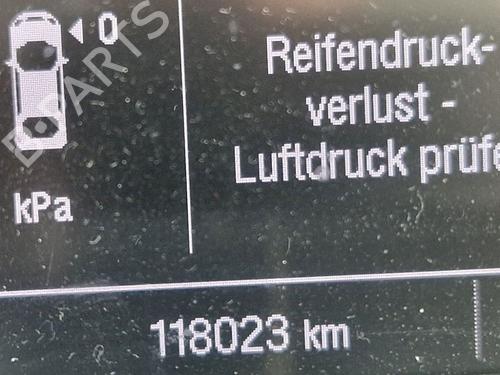 0
Reifendruck-
verlust -
Luftdruck prüfe
kPa
118023 km